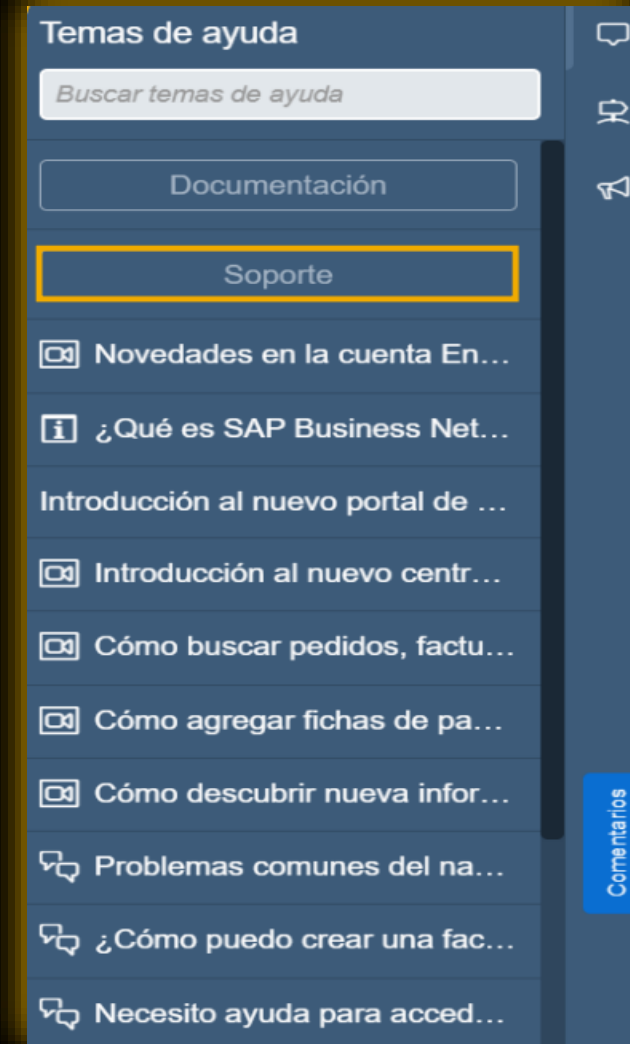 Temas de ayuda
Buscar temas de ayuda
Documentación
Soporte
Novedades en la cuenta En...
¿Qué es SAP Business Net...
Introducción al nuevo portal de ...
Introducción al nuevo centr...
Cómo buscar pedidos, factu...
Cómo agregar fichas de pa...
Cómo descubrir nueva infor...
Problemas comunes del na...
¿Cómo puedo crear una fac...
Necesito ayuda para acced...
Comentarios